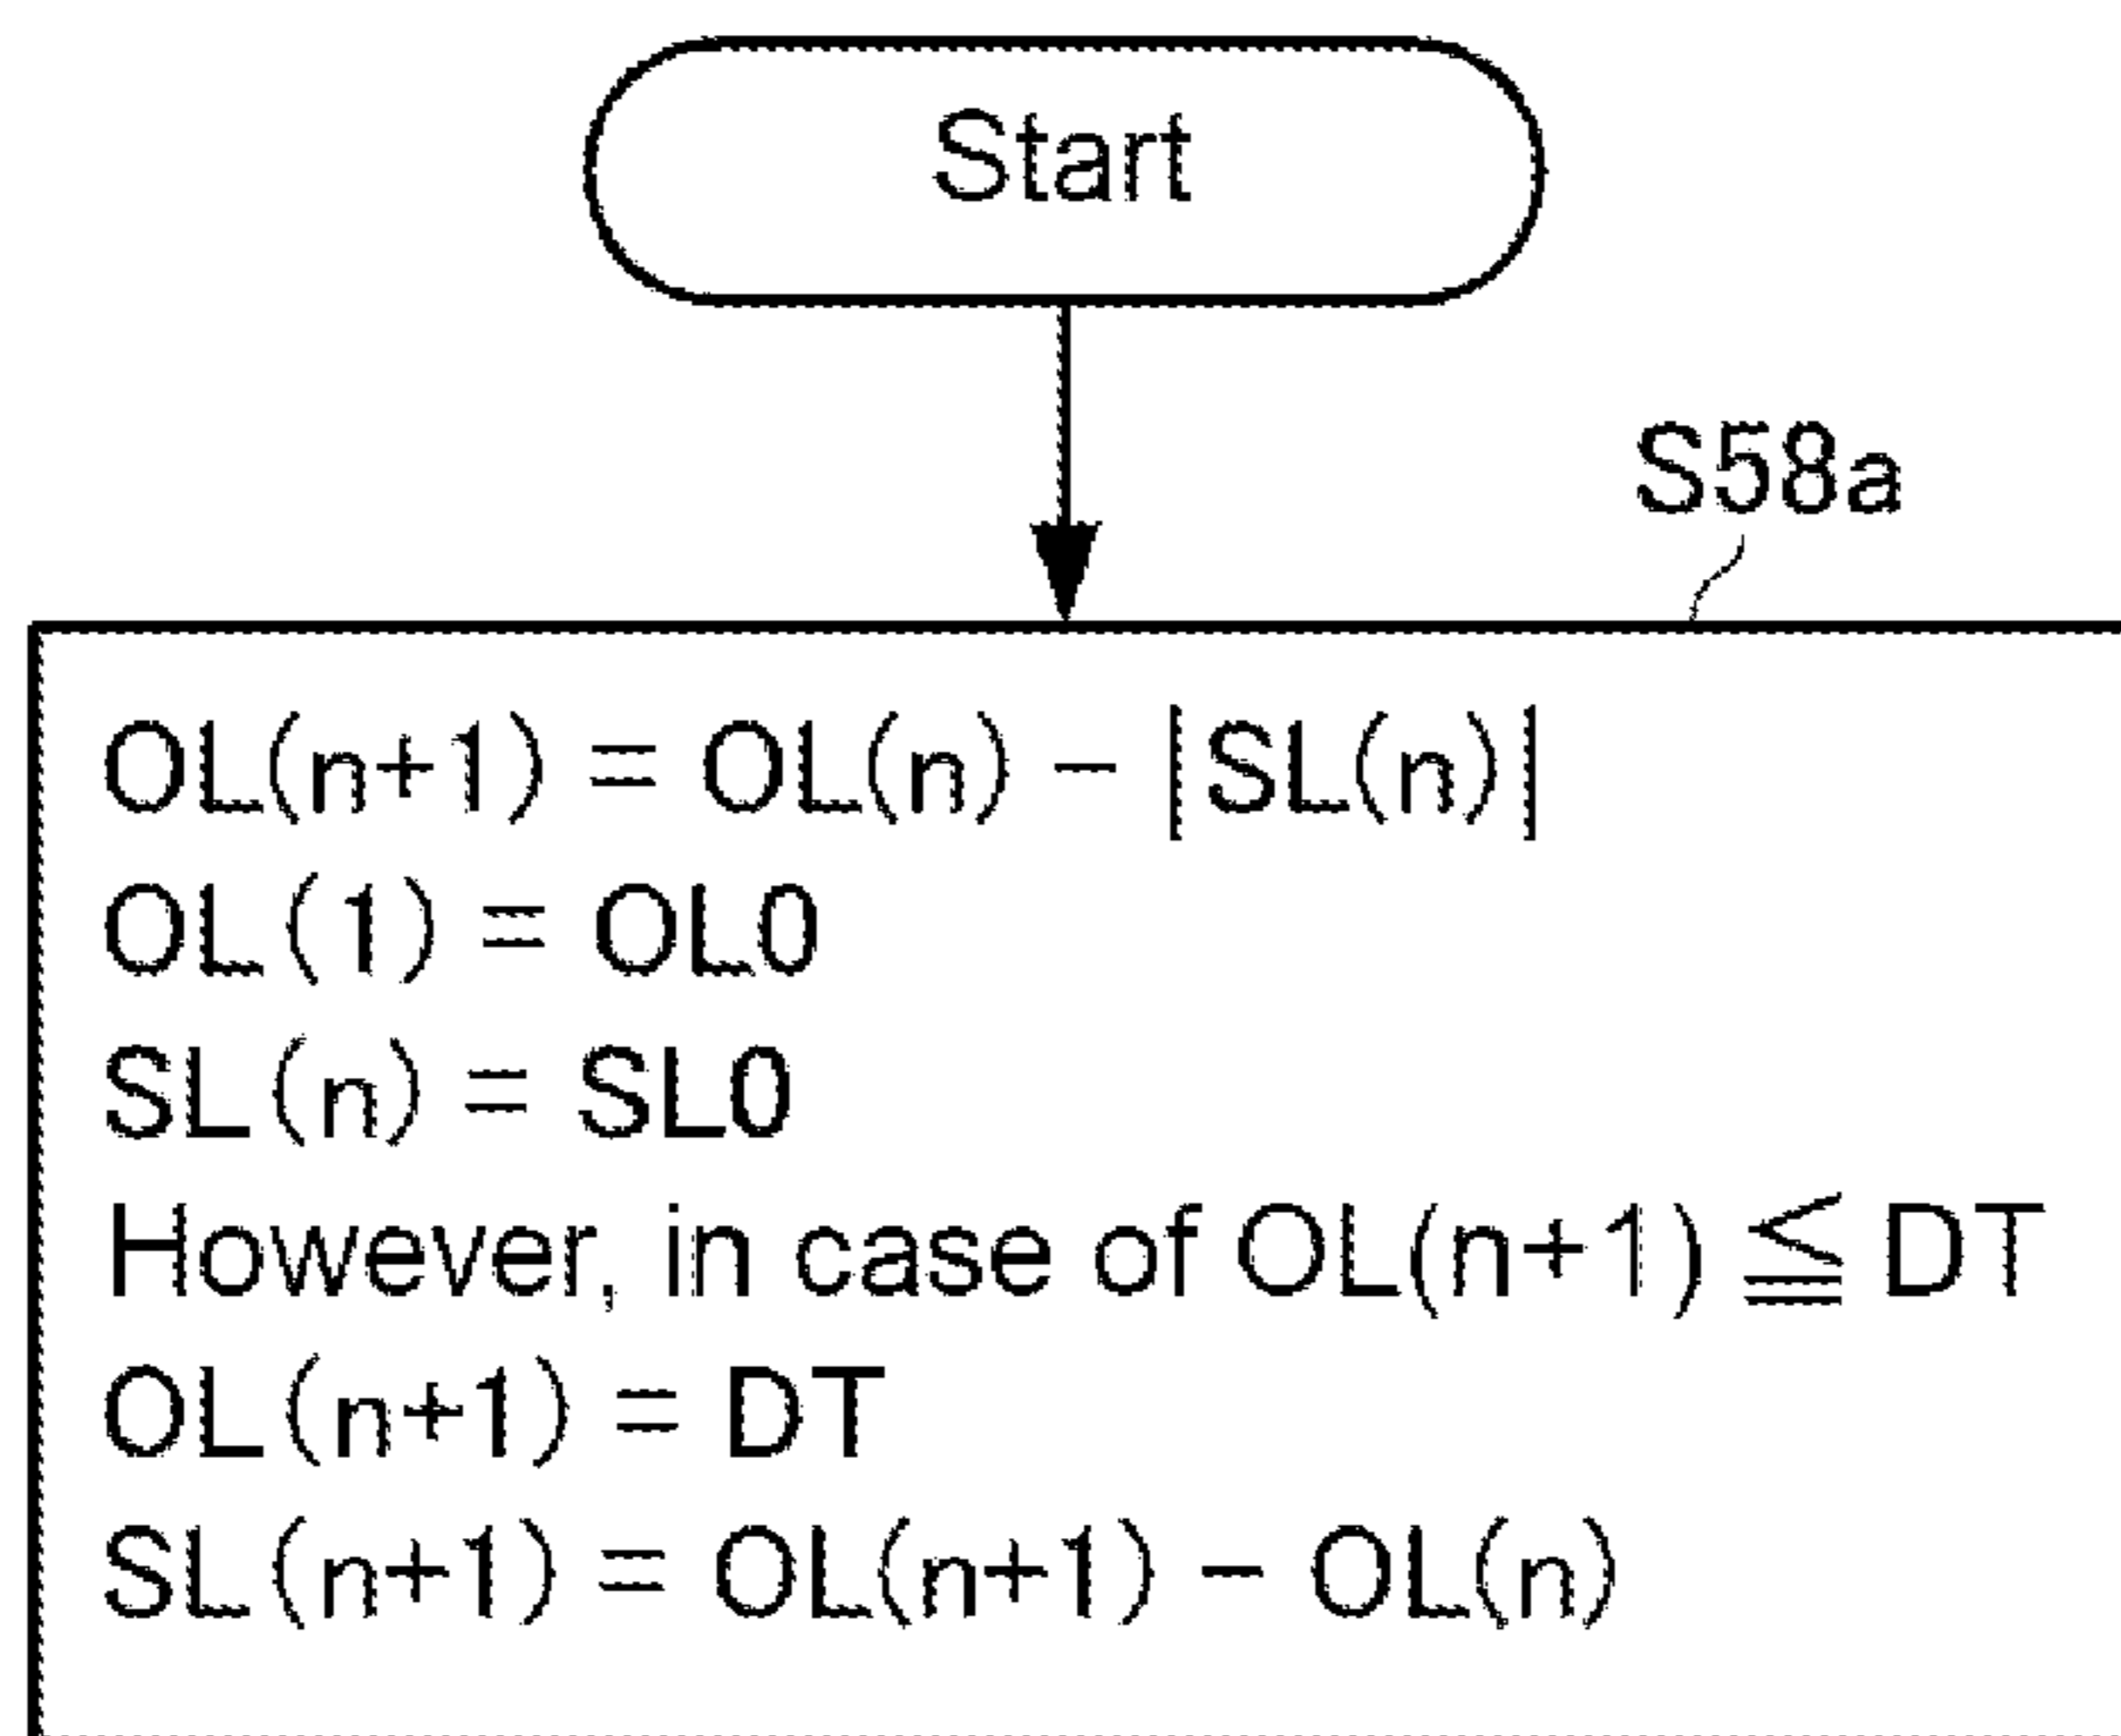 Start
S58a
OL(n+1) = OL(n) − |SL(n)|
OL(1) = OL0
SL(n) = SL0
However, in case of OL(n+1) ≦ DT
OL(n+1) = DT
SL(n+1) = OL(n+1) − OL(n)